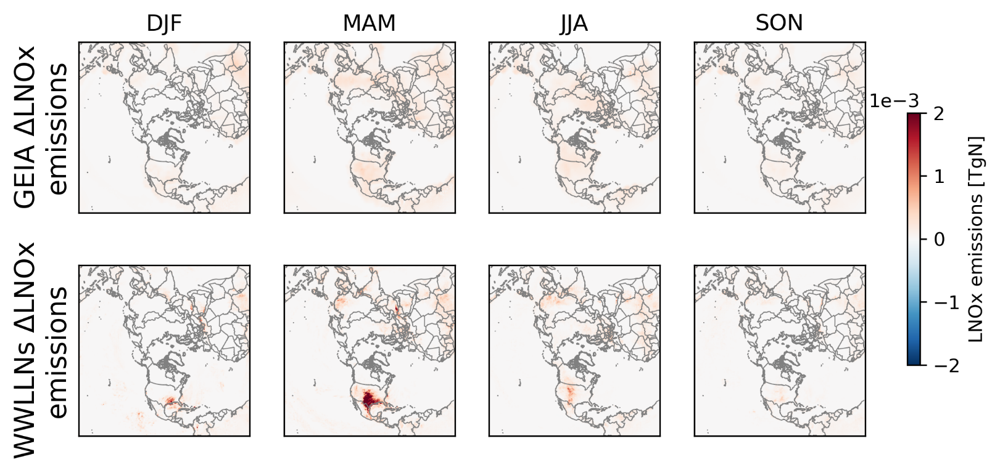 DJF
MAM
JJA
SON
GEIA ΔLNOx
emissions
WWLLNs ΔLNOx
emissions
1e−3
2
1
0
−1
−2
LNOx emissions [TgN]